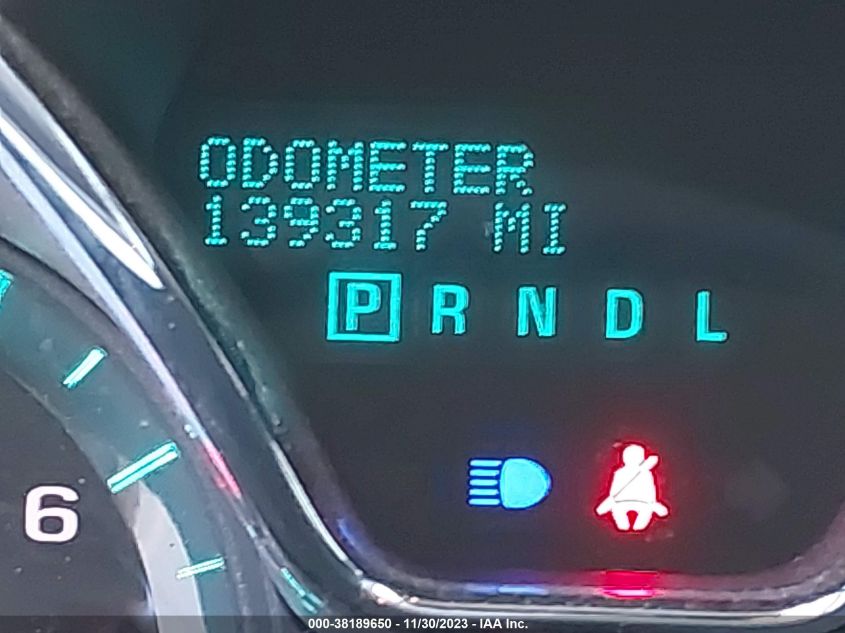 ODOMETER
139317 MI
P R N D L
6
000-38189650 - 11/30/2023 - IAA Inc.